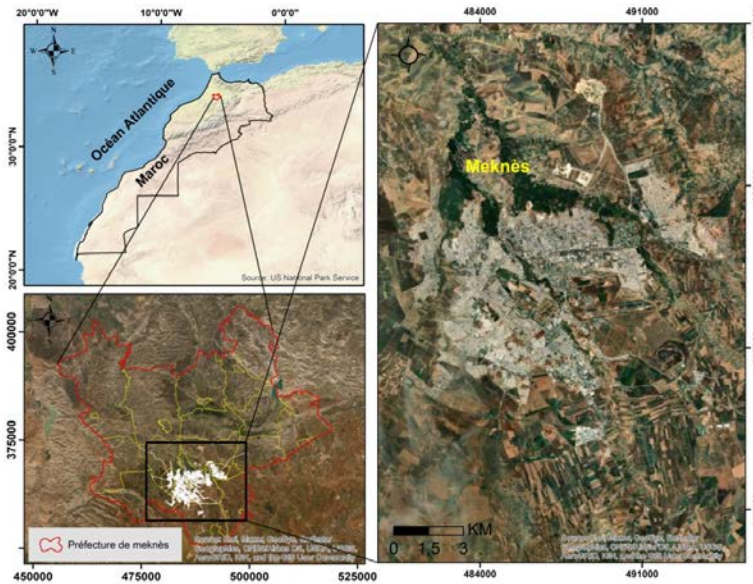 20°0'0"W
10°0'0"W
0°0'0"
484000
491000
N
W
E
S
Océan Atlantique
Maroc
30°0'0"N
20°0'0"N
Source: US National Park Service
Meknès
400000
375000
Préfecture de meknès
450000
475000
500000
525000
KM
0 1,5 3
484000
491000